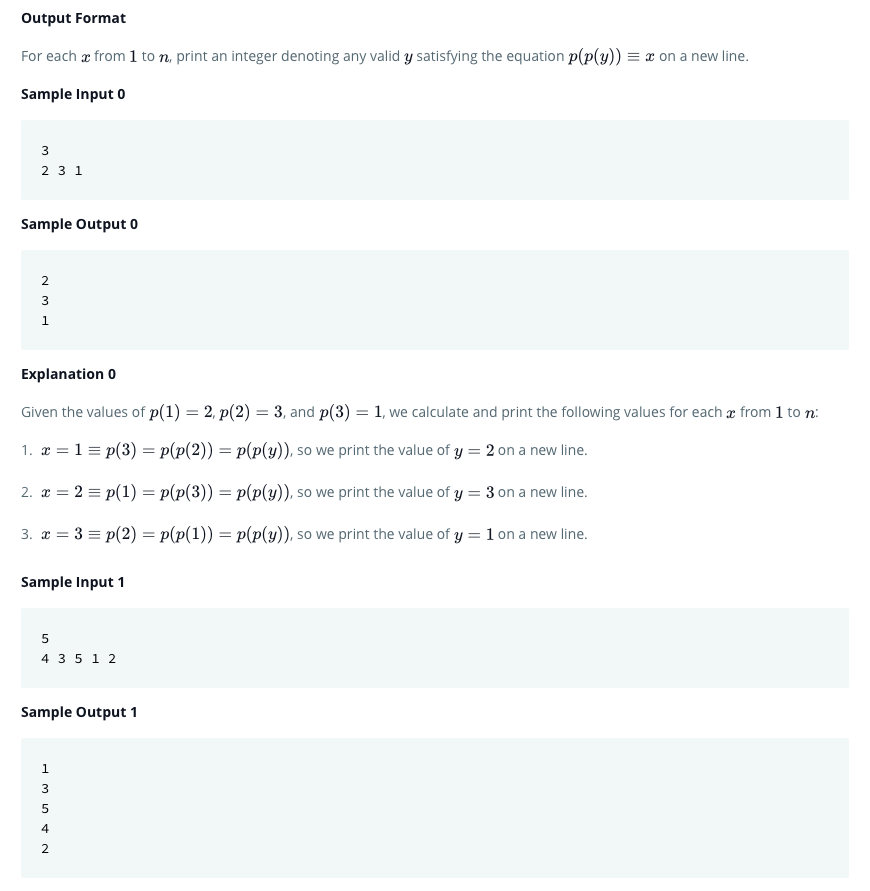 Output Format
For each x from 1 to n, print an integer denoting any valid y satisfying the equation p(p(y)) ≡ x on a new line.
Sample Input 0
3
2 3 1
Sample Output 0
2
3
1
Explanation 0
Given the values of p(1) = 2, p(2) = 3, and p(3) = 1, we calculate and print the following values for each x from 1 to n:
1. x = 1 ≡ p(3) = p(p(2)) = p(p(y)), so we print the value of y = 2 on a new line.
2. x = 2 ≡ p(1) = p(p(3)) = p(p(y)), so we print the value of y = 3 on a new line.
3. x = 3 ≡ p(2) = p(p(1)) = p(p(y)), so we print the value of y = 1 on a new line.
Sample Input 1
5
4 3 5 1 2
Sample Output 1
1
3
5
4
2